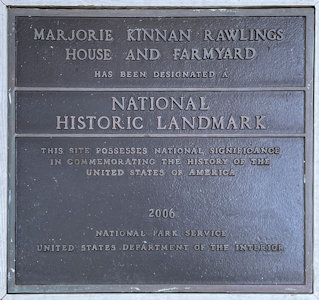 MARJORIE KINNAN RAWLINGS
HOUSE AND FARMYARD
HAS BEEN DESIGNATED A
NATIONAL
HISTORIC LANDMARK
THIS SITE POSSESSES NATIONAL SIGNIFICANCE
IN COMMEMORATING THE HISTORY OF THE
UNITED STATES OF AMERICA
2006
NATIONAL PARK SERVICE
UNITED STATES DEPARTMENT OF THE INTERIOR